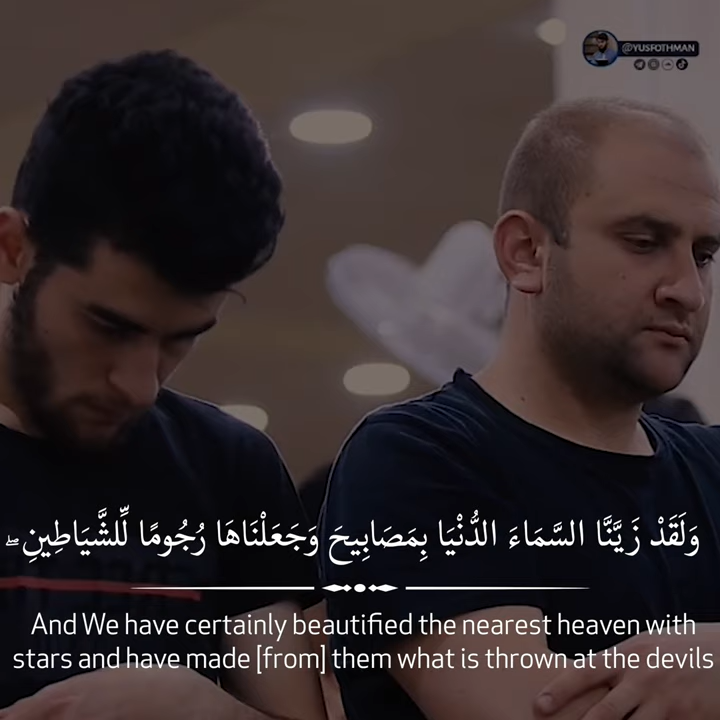 @YUSFOTHMAN
وَلَقَدْ زَيَّنَّا السَّمَاءَ الدُّنْيَا بِمَصَابِيحَ وَجَعَلْنَاهَا رُجُومًا لِّلشَّيَاطِينِ ۖ
And We have certainly beautified the nearest heaven with
stars and have made [from] them what is thrown at the devils